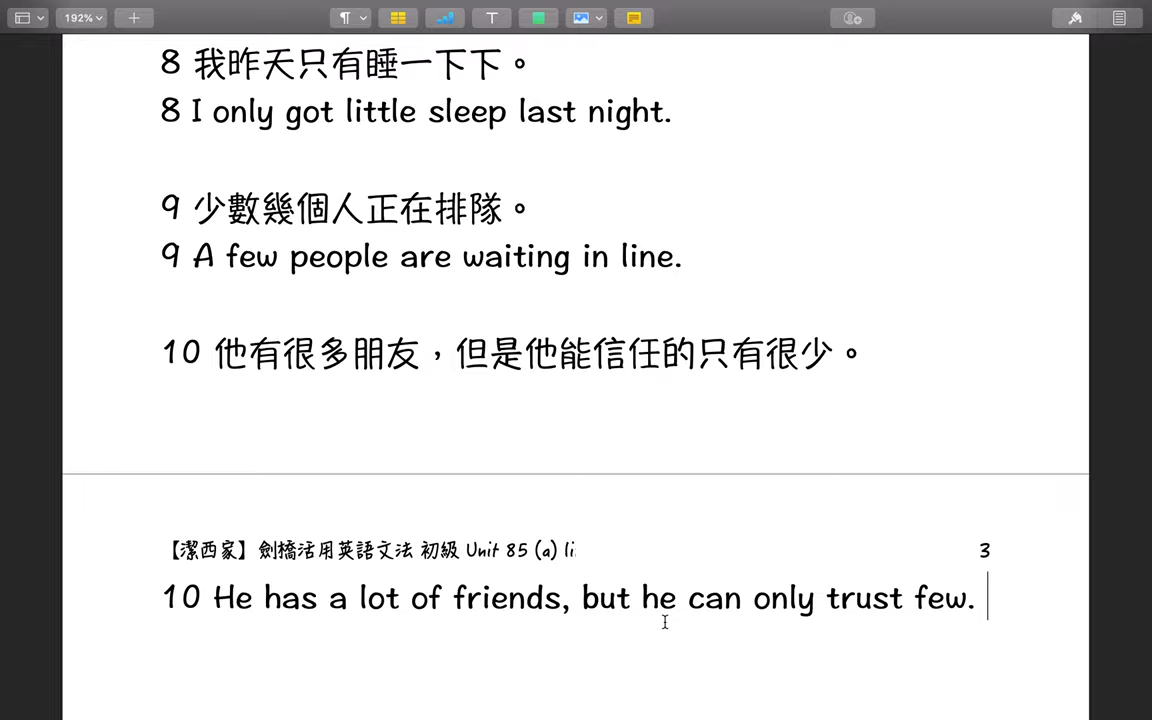 192%
8 我昨天只有睡一下下。
8 I only got little sleep last night.
9 少數幾個人正在排隊。
9 A few people are waiting in line.
10 他有很多朋友，但是他能信任的只有很少。
【潔西家】劍橋活用英語文法 初級 Unit 85 (a) li
3
10 He has a lot of friends, but he can only trust few.